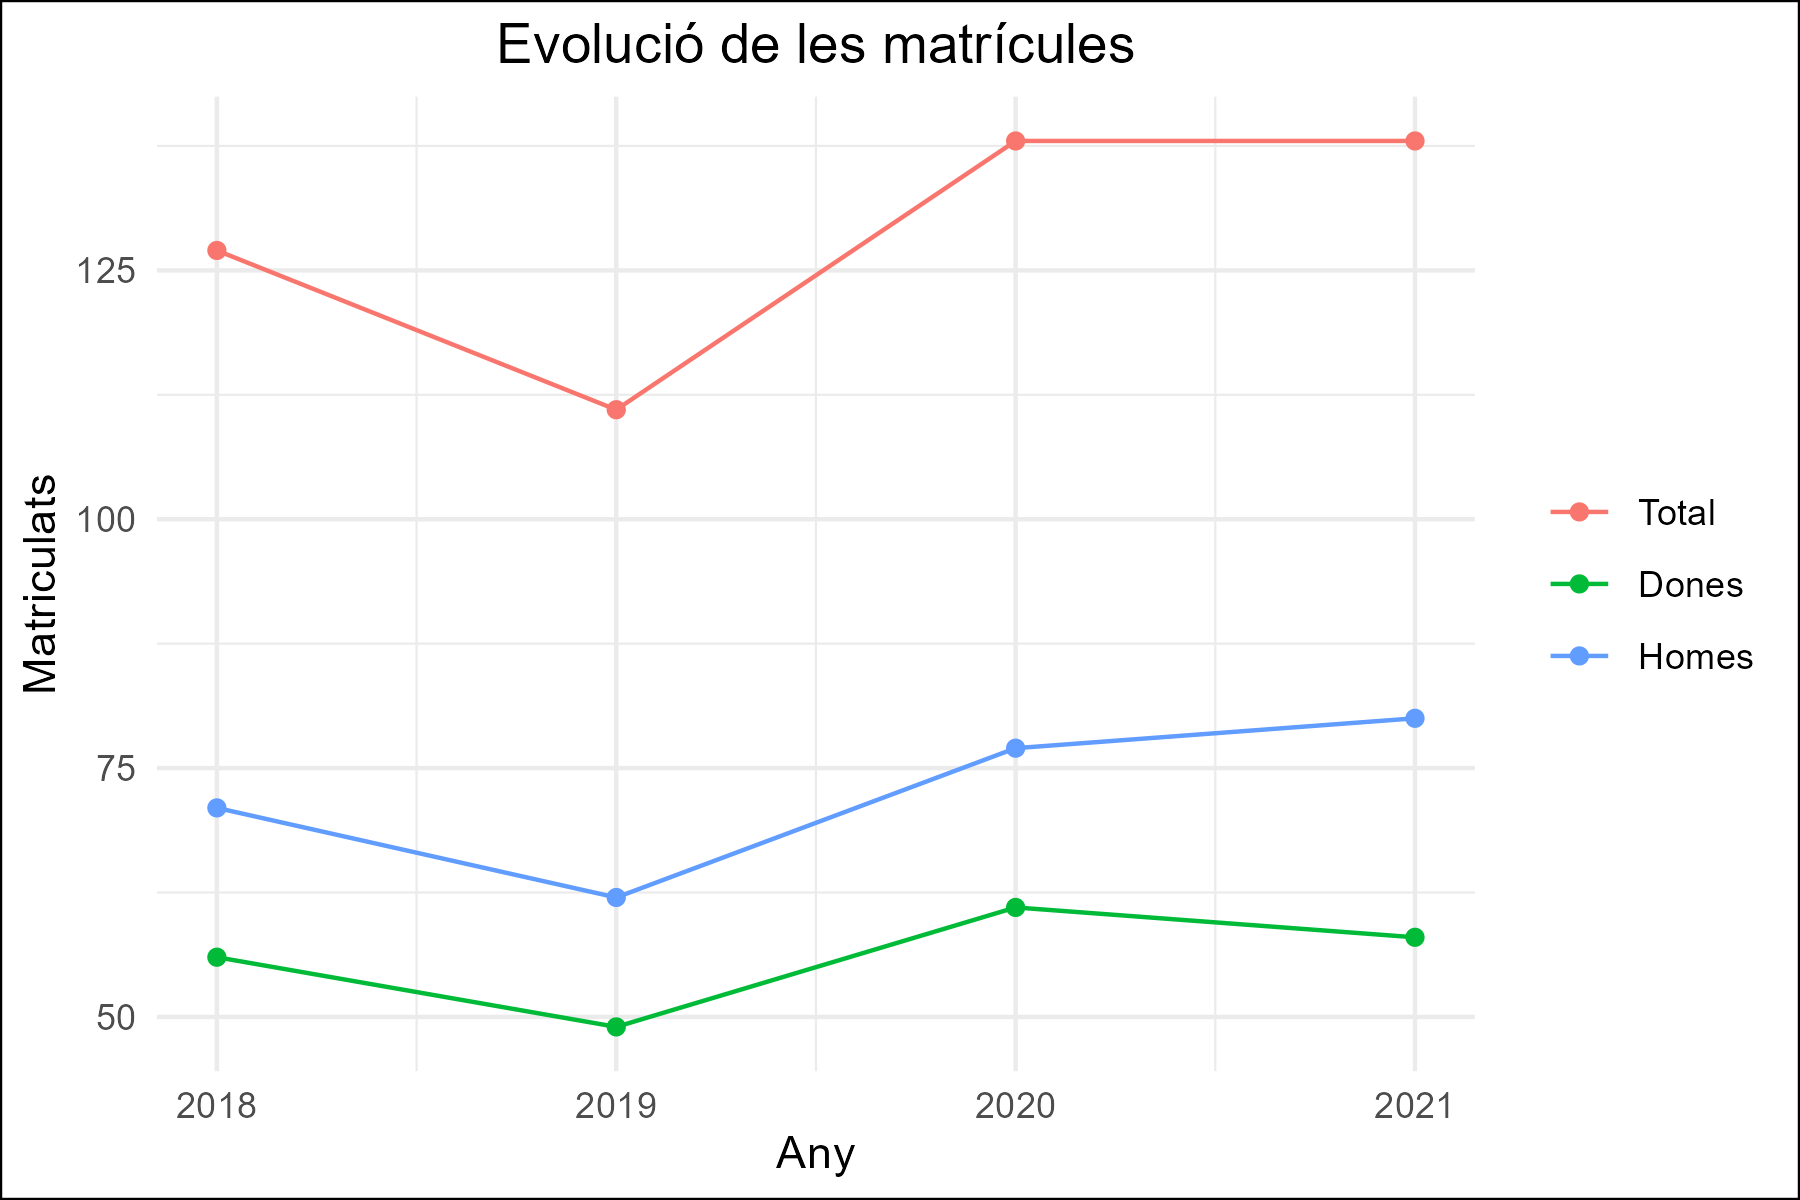 Evolució de les matrícules
Matriculats
125
100
75
50
2018 2019 2020 2021
Any
Total
Dones
Homes